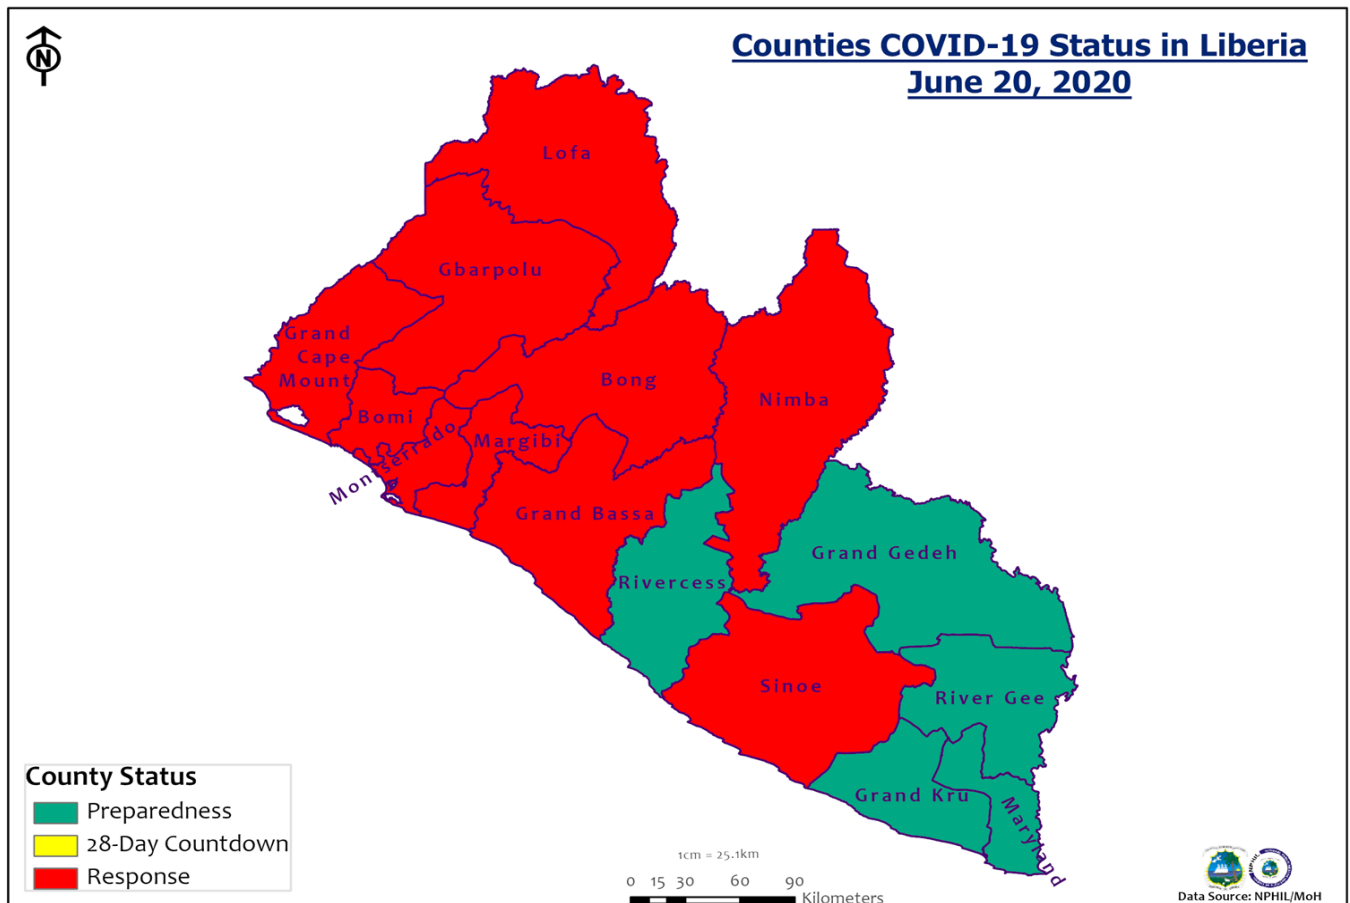 N
Counties COVID-19 Status in Liberia
June 20, 2020
Lofa
Gbarpolu
Grand
Cape
Mount
Bong
Nimba
Bomi
Montserrado
Margibi
Grand Bassa
Grand Gedeh
Rivercess
Sinoe
River Gee
Grand Kru
Maryland
County Status
Preparedness
28-Day Countdown
Response
1cm = 25.1km
0 15 30 60 90
Kilometers
Data Source: NPHIL/MoH